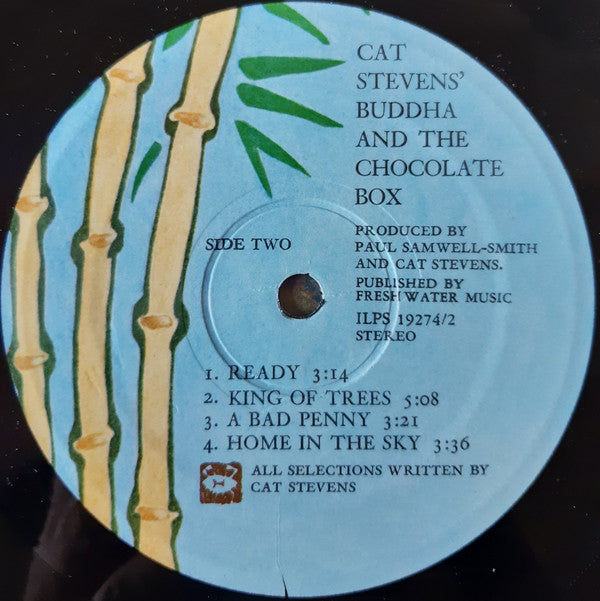 CAT
STEVENS'
BUDDHA
AND THE
CHOCOLATE
BOX
PRODUCED BY
PAUL SAMWELL-SMITH
AND CAT STEVENS.
PUBLISHED BY
FRESH WATER MUSIC
ILPS 19274/2
STEREO
SIDE TWO
1. READY 3:14
2. KING OF TREES 5:08
3. A BAD PENNY 3:21
4. HOME IN THE SKY 3:36
ALL SELECTIONS WRITTEN BY
CAT STEVENS